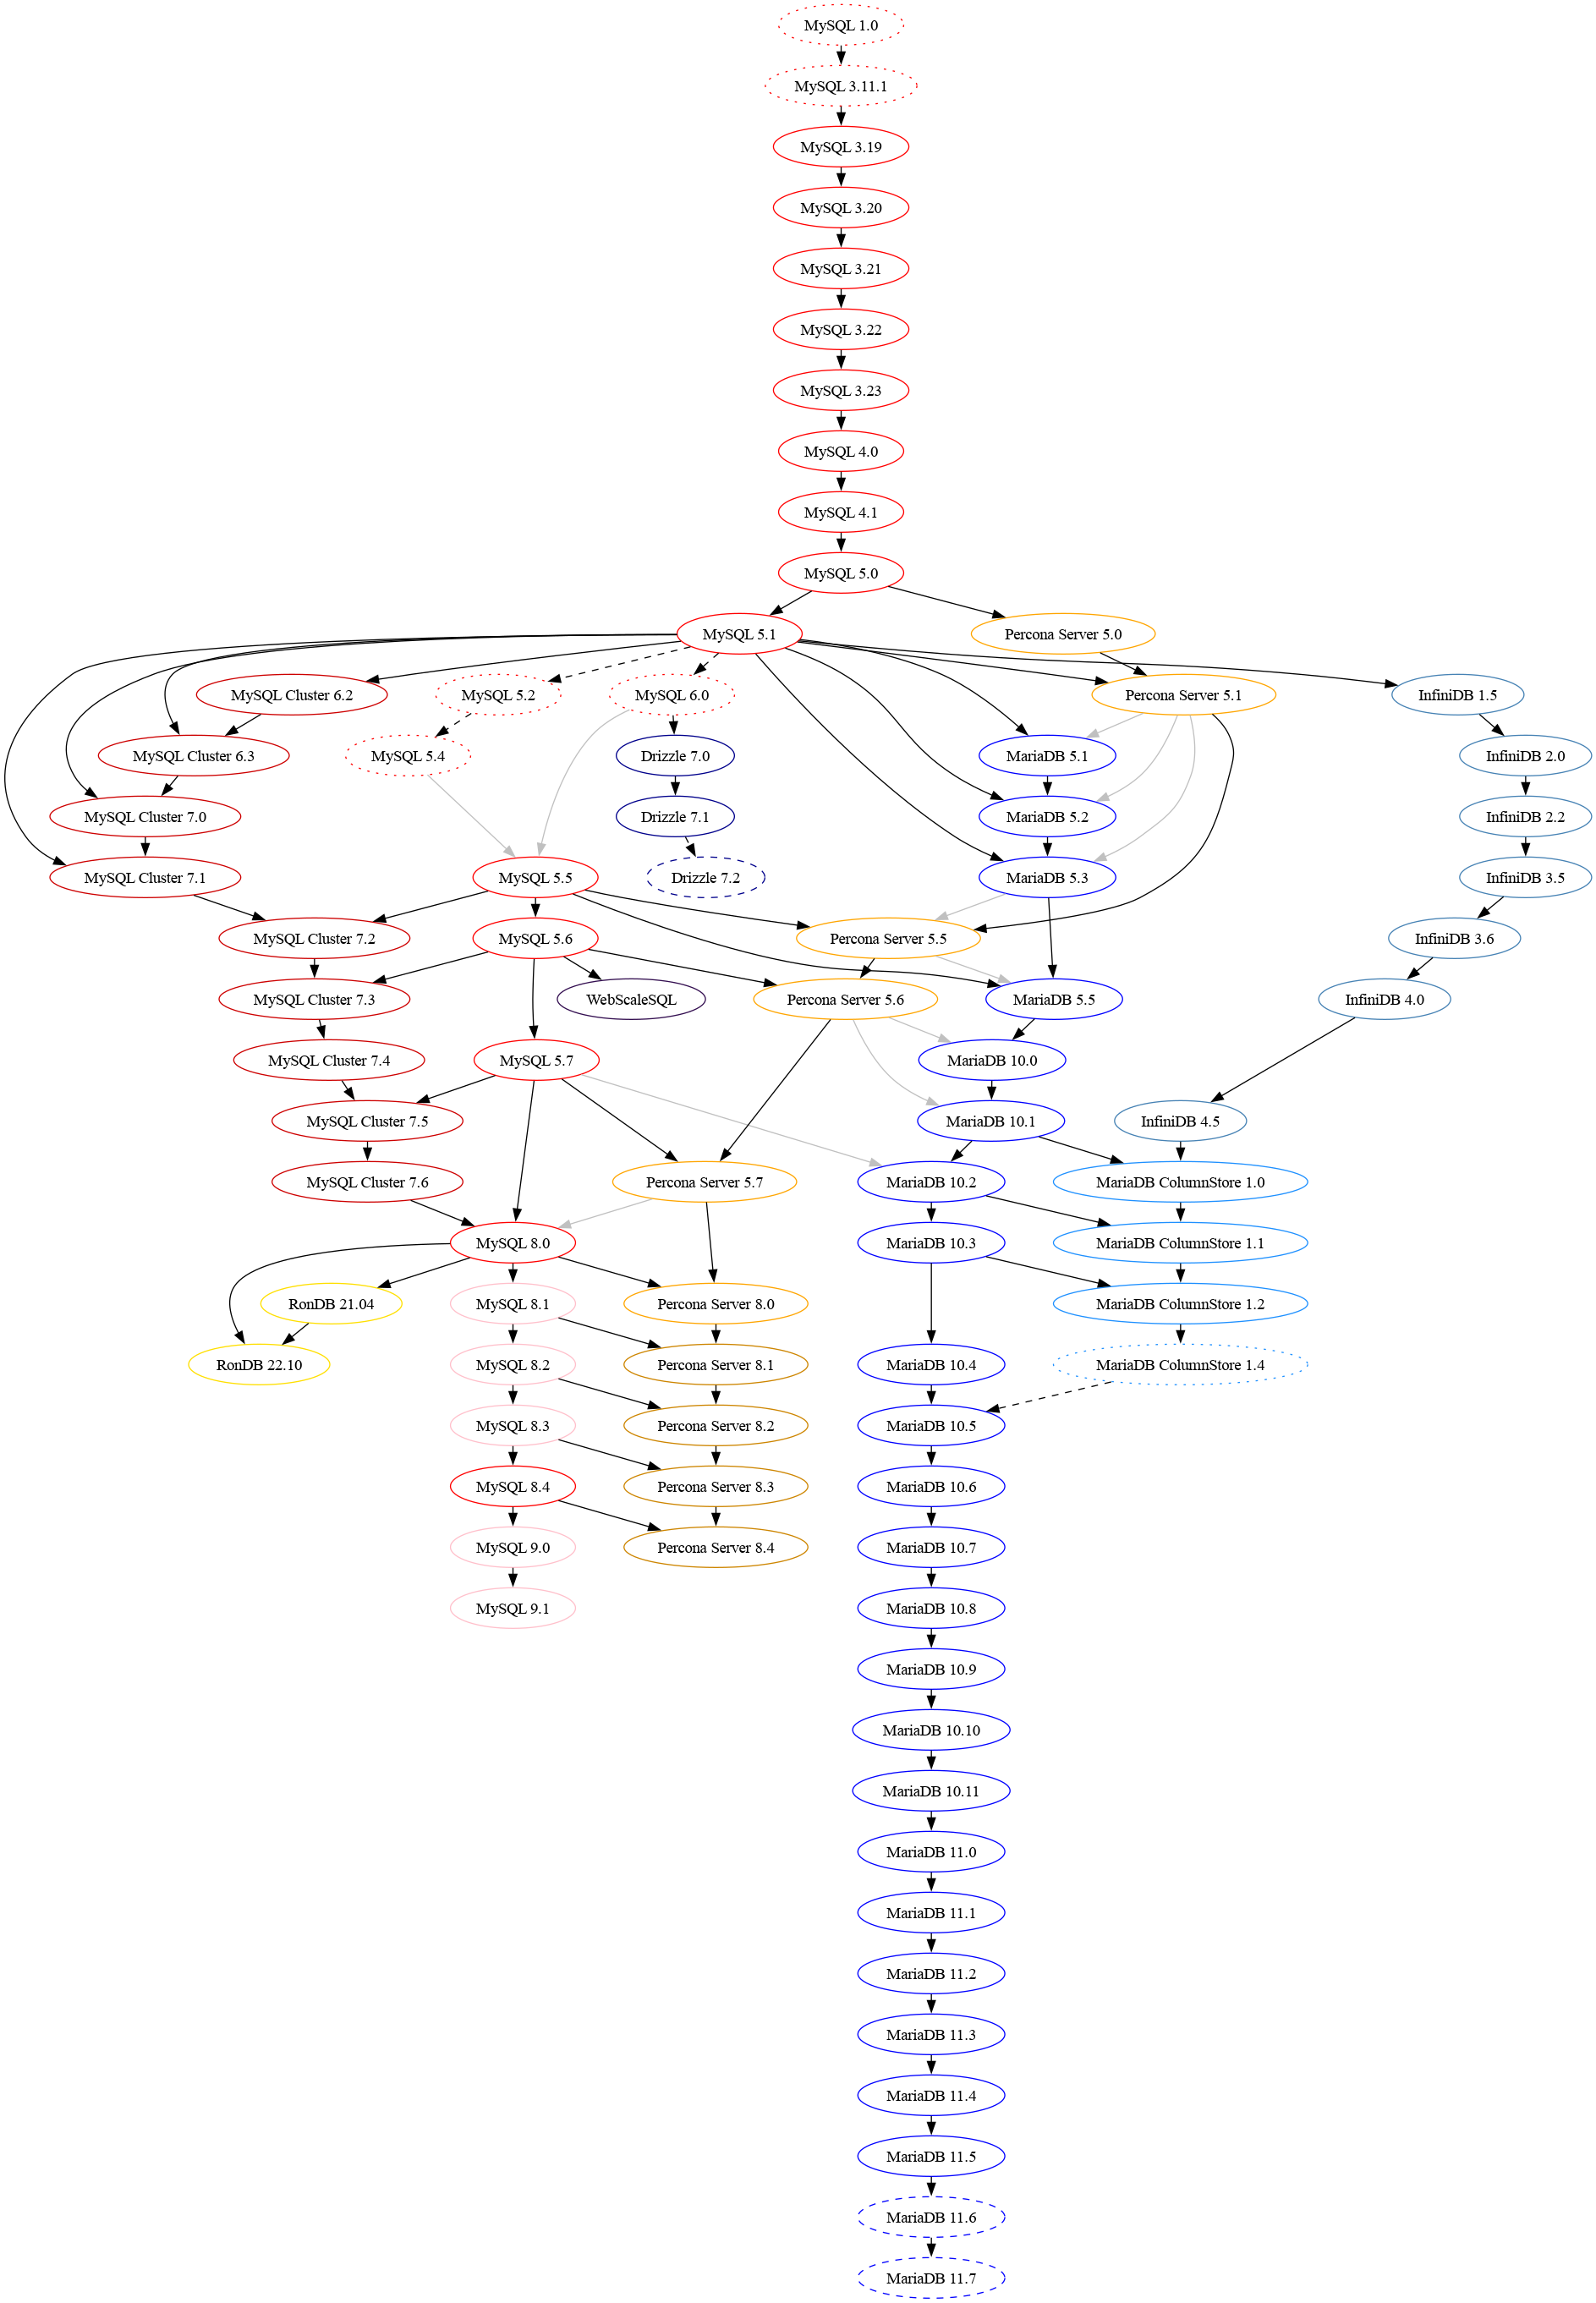 MySQL 1.0
MySQL 3.11.1
MySQL 3.19
MySQL 3.20
MySQL 3.21
MySQL 3.22
MySQL 3.23
MySQL 4.0
MySQL 4.1
MySQL 5.0
MySQL 5.1
Percona Server 5.0
MySQL Cluster 6.2
MySQL 5.2
MySQL 6.0
Percona Server 5.1
InfiniDB 1.5
MySQL Cluster 6.3
MySQL 5.4
Drizzle 7.0
MariaDB 5.1
InfiniDB 2.0
MySQL Cluster 7.0
Drizzle 7.1
MariaDB 5.2
InfiniDB 2.2
MySQL Cluster 7.1
MySQL 5.5
Drizzle 7.2
MariaDB 5.3
InfiniDB 3.5
MySQL Cluster 7.2
MySQL 5.6
Percona Server 5.5
InfiniDB 3.6
MySQL Cluster 7.3
WebScaleSQL
Percona Server 5.6
MariaDB 5.5
InfiniDB 4.0
MySQL Cluster 7.4
MySQL 5.7
MariaDB 10.0
MySQL Cluster 7.5
MariaDB 10.1
InfiniDB 4.5
MySQL Cluster 7.6
Percona Server 5.7
MariaDB 10.2
MariaDB ColumnStore 1.0
MySQL 8.0
MariaDB 10.3
MariaDB ColumnStore 1.1
RonDB 21.04
MySQL 8.1
Percona Server 8.0
MariaDB ColumnStore 1.2
RonDB 22.10
MySQL 8.2
Percona Server 8.1
MariaDB 10.4
MariaDB ColumnStore 1.4
MySQL 8.3
Percona Server 8.2
MariaDB 10.5
MySQL 8.4
Percona Server 8.3
MariaDB 10.6
MySQL 9.0
Percona Server 8.4
MariaDB 10.7
MySQL 9.1
MariaDB 10.8
MariaDB 10.9
MariaDB 10.10
MariaDB 10.11
MariaDB 11.0
MariaDB 11.1
MariaDB 11.2
MariaDB 11.3
MariaDB 11.4
MariaDB 11.5
MariaDB 11.6
MariaDB 11.7